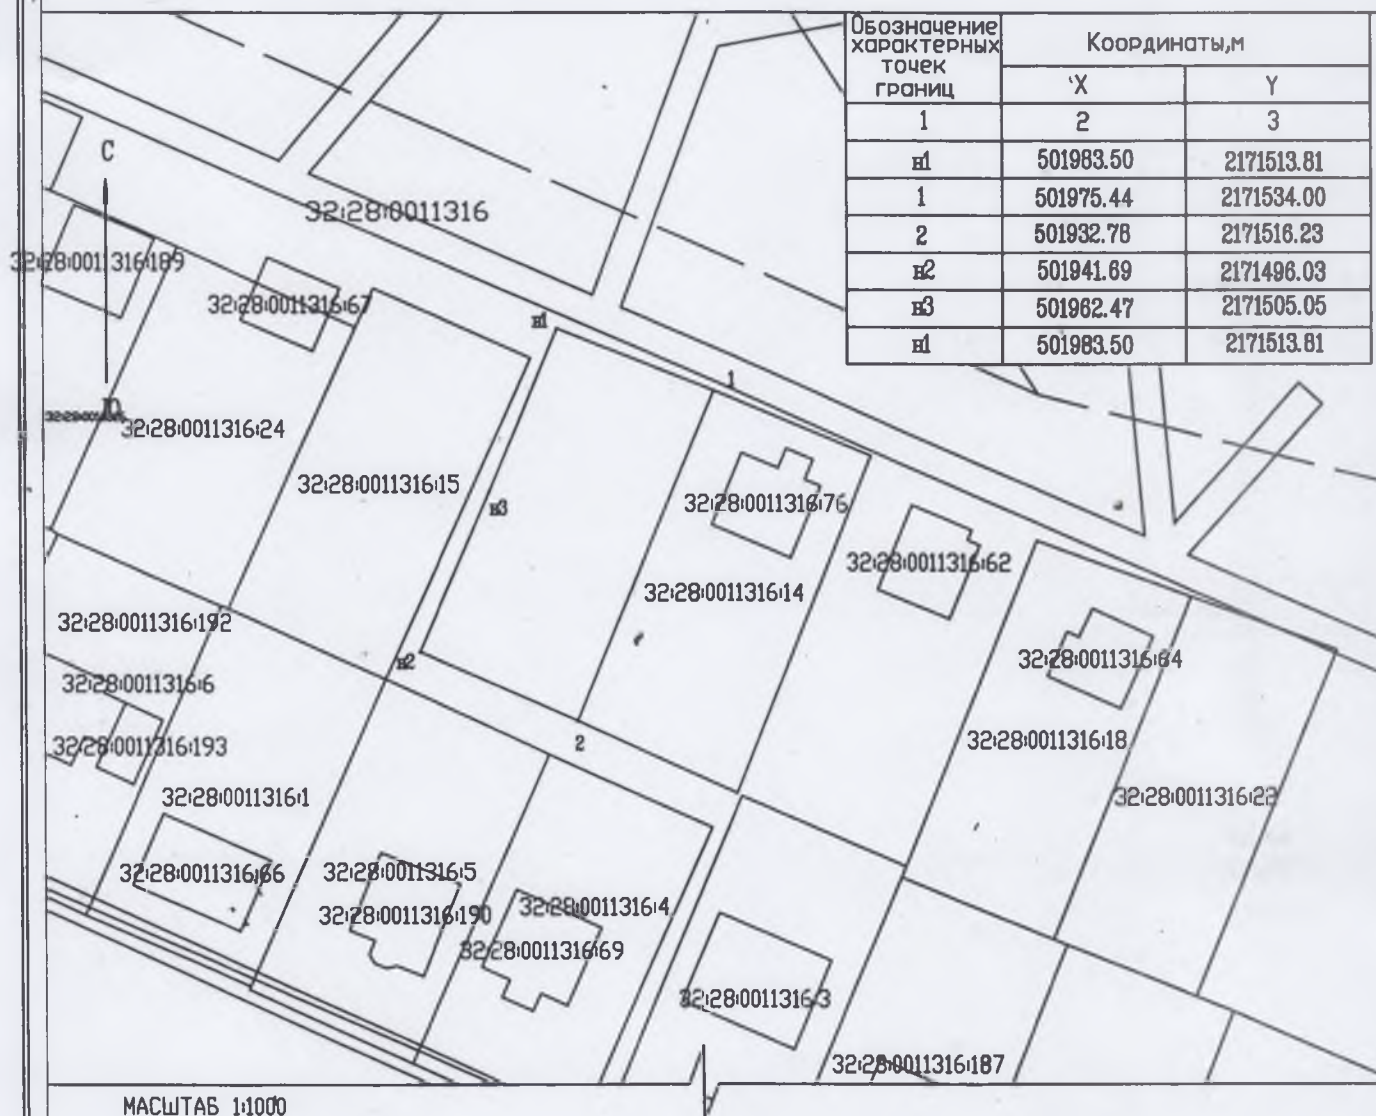 Обозначение характерных точек границ
Координаты,м
X Y
1 2 3
н1 501983.50 2171513.81
1 501975.44 2171534.00
2 501932.78 2171516.23
н2 501941.69 2171496.03
н3 501962.47 2171505.05
н1 501983.50 2171513.81
С
32:28:0011316
32:28:0011316:189
32:28:0011316:67
н1
1
Ю
32:28:0011316:24
32:28:0011316:15
н3
32:28:0011316:76
32:28:0011316:62
32:28:0011316:14
32:28:0011316:192
н2
32:28:0011316:64
32:28:0011316:6
32:28:0011316:193
2
32:28:0011316:18
32:28:0011316:1
32:28:0011316:22
32:28:0011316:66
32:28:0011316:5
32:28:0011316:190
32:28:0011316:4
32:28:0011316:69
32:28:0011316:3
32:28:0011316:187
МАСШТАБ 1:1000